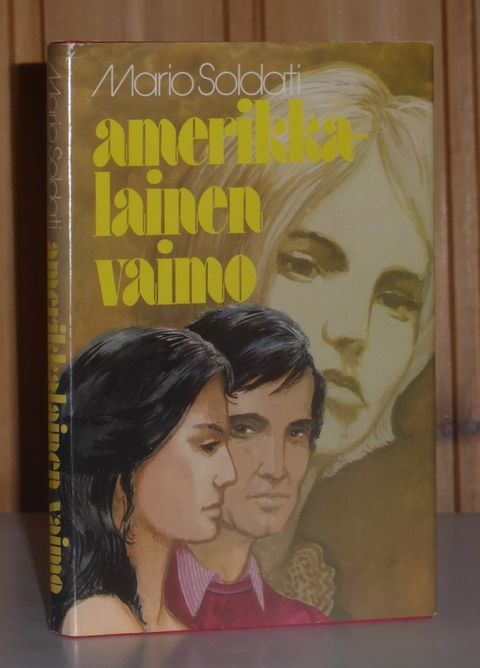 Mario Soldati
amerikka-
lainen
vaimo
Mario Soldati amerikkalainen vaimo